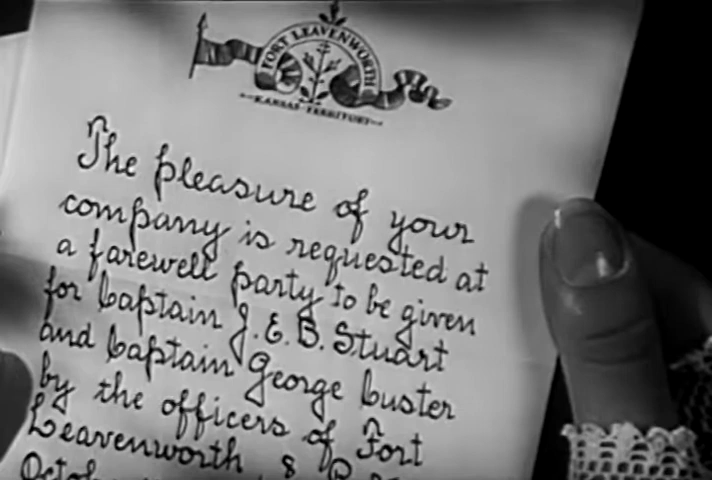 FORT LEAVENWORTH
KANSAS TERRITORY
The pleasure of your
company is requested at
a farewell party to be given
for Captain J.E.B. Stuart
and Captain George Custer
by the officers of Fort
Leavenworth 8